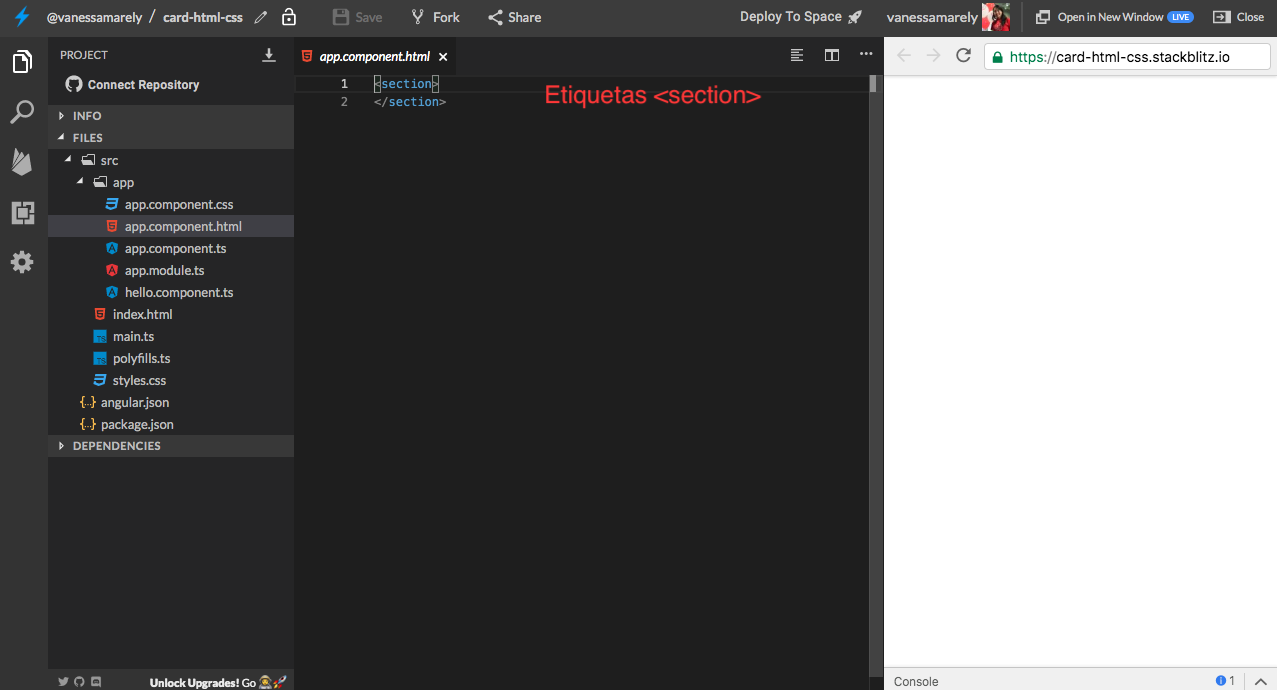 @vanessamarely / card-html-css
Save
Fork
Share
Deploy To Space
vanessamarely
Open in New Window LIVE
Close
PROJECT
Connect Repository
INFO
FILES
src
app
app.component.css
app.component.html
app.component.ts
app.module.ts
hello.component.ts
index.html
TS main.ts
TS polyfills.ts
styles.css
{..} angular.json
{..} package.json
DEPENDENCIES
Unlock Upgrades! Go
app.component.html ×
1 <section>
2 </section>
Etiquetas <section>
https://card-html-css.stackblitz.io
Console
1